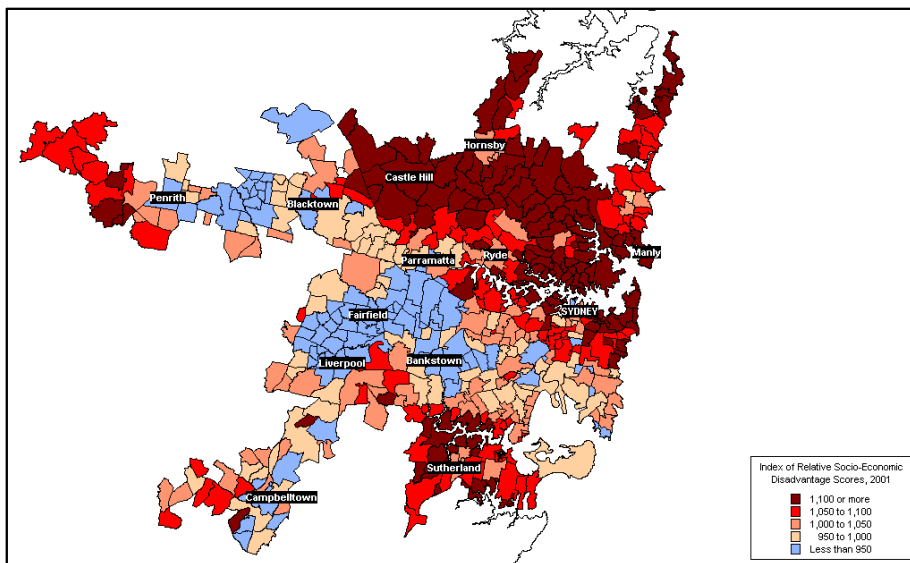 Hornsby
Castle Hill
Penrith
Blacktown
Manly
Ryde
Parramatta
SYDNEY
Fairfield
Liverpool
Bankstown
Sutherland
Campbelltown
Index of Relative Socio-Economic
Disadvantage Scores, 2001
1,100 or more
1,050 to 1,100
1,000 to 1,050
950 to 1,000
Less than 950